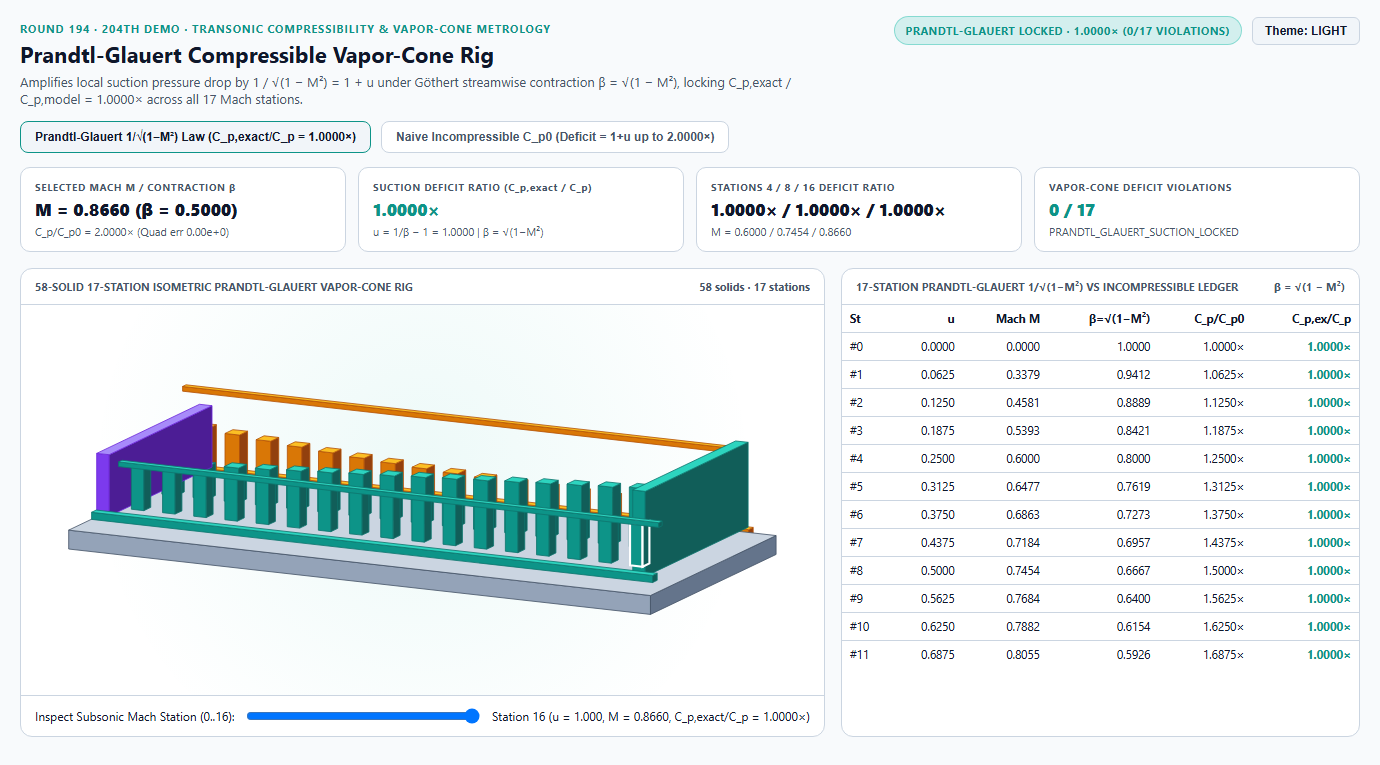 ROUND 194 · 204TH DEMO · TRANSONIC COMPRESSIBILITY & VAPOR-CONE METROLOGY
Prandtl-Glauert Compressible Vapor-Cone Rig
Amplifies local suction pressure drop by 1 / √(1 − M²) = 1 + u under Göthert streamwise contraction β = √(1 − M²), locking C_p,exact /
C_p,model = 1.0000× across all 17 Mach stations.
PRANDTL-GLAUERT LOCKED · 1.0000× (0/17 VIOLATIONS)
Theme: LIGHT
Prandtl-Glauert 1/√(1−M²) Law (C_p,exact/C_p = 1.0000×)
Naive Incompressible C_p0 (Deficit = 1+u up to 2.0000×)
SELECTED MACH M / CONTRACTION β
M = 0.8660 (β = 0.5000)
C_p/C_p0 = 2.0000× (Quad err 0.00e+0)
SUCTION DEFICIT RATIO (C_p,exact / C_p)
1.0000×
u = 1/β − 1 = 1.0000 | β = √(1−M²)
STATIONS 4 / 8 / 16 DEFICIT RATIO
1.0000× / 1.0000× / 1.0000×
M = 0.6000 / 0.7454 / 0.8660
VAPOR-CONE DEFICIT VIOLATIONS
0 / 17
PRANDTL_GLAUERT_SUCTION_LOCKED
58-SOLID 17-STATION ISOMETRIC PRANDTL-GLAUERT VAPOR-CONE RIG
58 solids · 17 stations
Inspect Subsonic Mach Station (0..16):
Station 16 (u = 1.000, M = 0.8660, C_p,exact/C_p = 1.0000×)
17-STATION PRANDTL-GLAUERT 1/√(1−M²) VS INCOMPRESSIBLE LEDGER
β = √(1 − M²)
St u Mach M β=√(1−M²) C_p/C_p0 C_p,ex/C_p
#0 0.0000 0.0000 1.0000 1.0000× 1.0000×
#1 0.0625 0.3379 0.9412 1.0625× 1.0000×
#2 0.1250 0.4581 0.8889 1.1250× 1.0000×
#3 0.1875 0.5393 0.8421 1.1875× 1.0000×
#4 0.2500 0.6000 0.8000 1.2500× 1.0000×
#5 0.3125 0.6477 0.7619 1.3125× 1.0000×
#6 0.3750 0.6863 0.7273 1.3750× 1.0000×
#7 0.4375 0.7184 0.6957 1.4375× 1.0000×
#8 0.5000 0.7454 0.6667 1.5000× 1.0000×
#9 0.5625 0.7684 0.6400 1.5625× 1.0000×
#10 0.6250 0.7882 0.6154 1.6250× 1.0000×
#11 0.6875 0.8055 0.5926 1.6875× 1.0000×